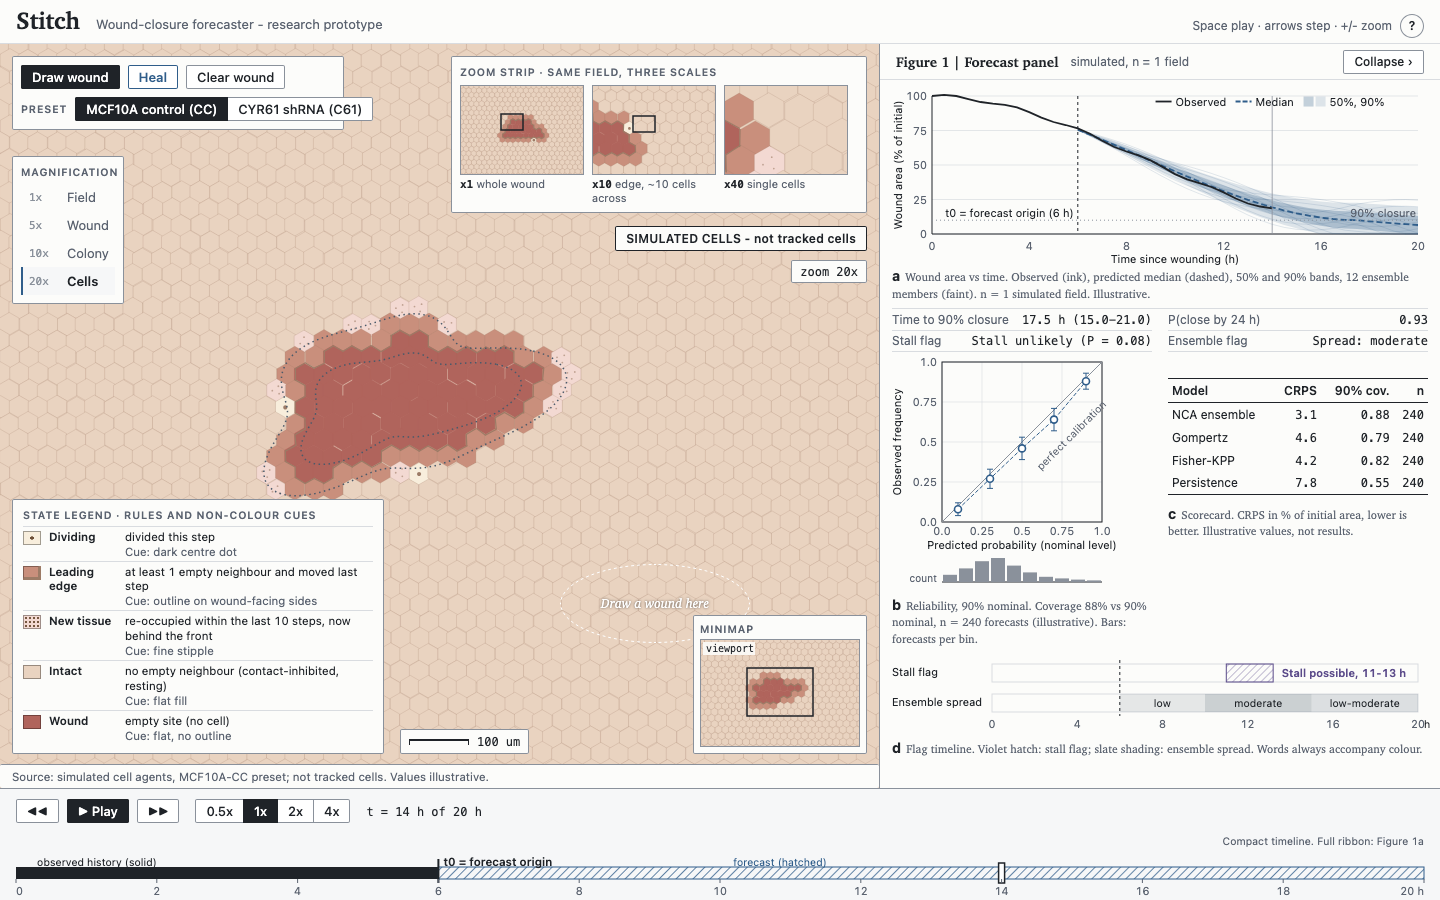 Stitch
Wound-closure forecaster - research prototype
Space play · arrows step · +/- zoom
?
Draw wound
Heal
Clear wound
PRESET
MCF10A control (CC)
CYR61 shRNA (C61)
MAGNIFICATION
1x Field
5x Wound
10x Colony
20x Cells
ZOOM STRIP · SAME FIELD, THREE SCALES
x1 whole wound
x10 edge, ~10 cells
across
x40 single cells
SIMULATED CELLS - not tracked cells
zoom 20x
STATE LEGEND · RULES AND NON-COLOUR CUES
Dividing
divided this step
Cue: dark centre dot
Leading
edge
at least 1 empty neighbour and moved last
step
Cue: outline on wound-facing sides
New tissue
re-occupied within the last 10 steps, now
behind the front
Cue: fine stipple
Intact
no empty neighbour (contact-inhibited,
resting)
Cue: flat fill
Wound
empty site (no cell)
Cue: flat, no outline
Draw a wound here
100 um
MINIMAP
viewport
Source: simulated cell agents, MCF10A-CC preset; not tracked cells. Values illustrative.
Figure 1 | Forecast panel
simulated, n = 1 field
Collapse ›
Wound area (% of initial)
100
75
50
25
0
Observed
Median
50%, 90%
t0 = forecast origin (6 h)
90% closure
0 4 8 12 16 20
Time since wounding (h)
a Wound area vs time. Observed (ink), predicted median (dashed), 50% and 90% bands, 12 ensemble
members (faint). n = 1 simulated field. Illustrative.
Time to 90% closure 17.5 h (15.0–21.0)
P(close by 24 h) 0.93
Stall flag Stall unlikely (P = 0.08)
Ensemble flag Spread: moderate
Observed frequency
1.0
0.75
0.5
0.25
0.0
perfect calibration
0.0 0.25 0.5 0.75 1.0
Predicted probability (nominal level)
count
b Reliability, 90% nominal. Coverage 88% vs 90%
nominal, n = 240 forecasts (illustrative). Bars:
forecasts per bin.
Model CRPS 90% cov. n
NCA ensemble 3.1 0.88 240
Gompertz 4.6 0.79 240
Fisher-KPP 4.2 0.82 240
Persistence 7.8 0.55 240
c Scorecard. CRPS in % of initial area, lower is
better. Illustrative values, not results.
Stall flag
Stall possible, 11-13 h
Ensemble spread
low
moderate
low-moderate
0 4 8 12 16 20h
d Flag timeline. Violet hatch: stall flag; slate shading: ensemble spread. Words always accompany colour.
◀◀
▶ Play
▶▶
0.5x
1x
2x
4x
t = 14 h of 20 h
Compact timeline. Full ribbon: Figure 1a
observed history (solid)
t0 = forecast origin
forecast (hatched)
0 2 4 6 8 10 12 14 16 18 20 h